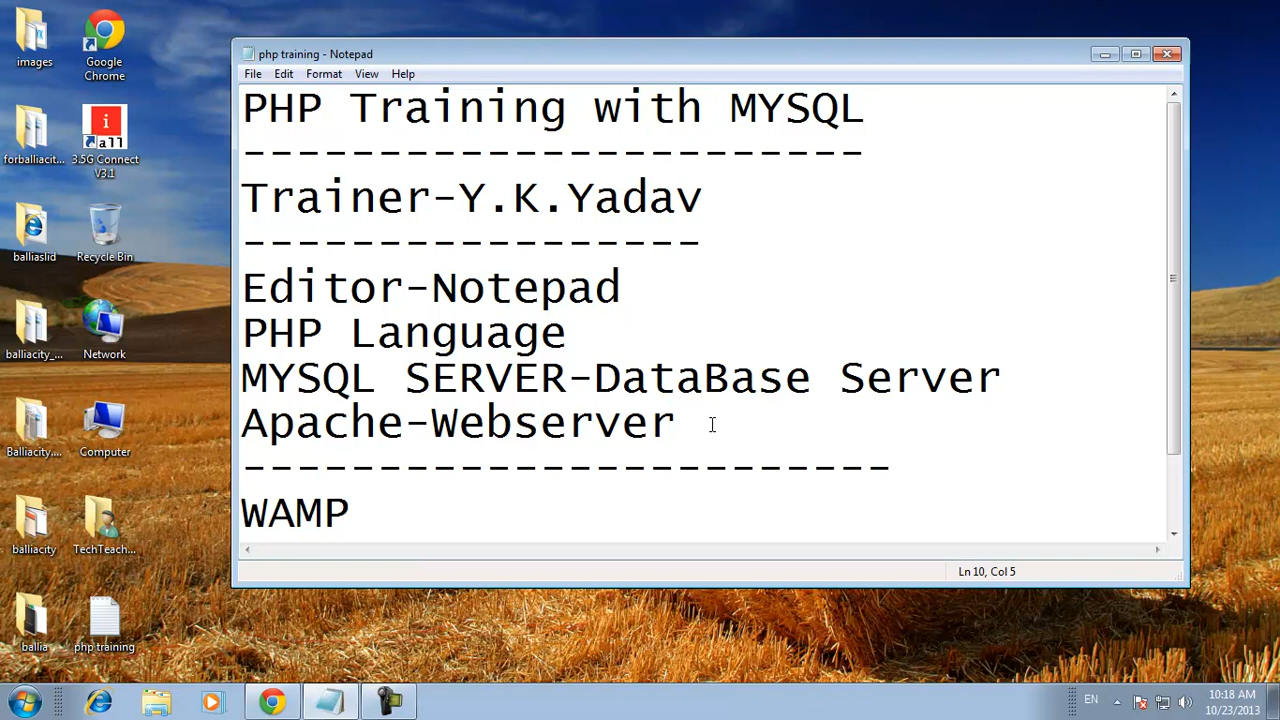 images
Google Chrome
forballiacit...
3.5G Connect V3.1
i
all
balliaslid
Recycle Bin
balliacity_...
Network
Balliacity....
Computer
balliacity
TechTeach...
ballia
php training
php training - Notepad
File Edit Format View Help
PHP Training with MYSQL
-----------------------
Trainer-Y.K.Yadav
-----------------
Editor-Notepad
PHP Language
MYSQL SERVER-DataBase Server
Apache-Webserver
------------------------
WAMP
Ln 10, Col 5
EN
10:18 AM
10/23/2013